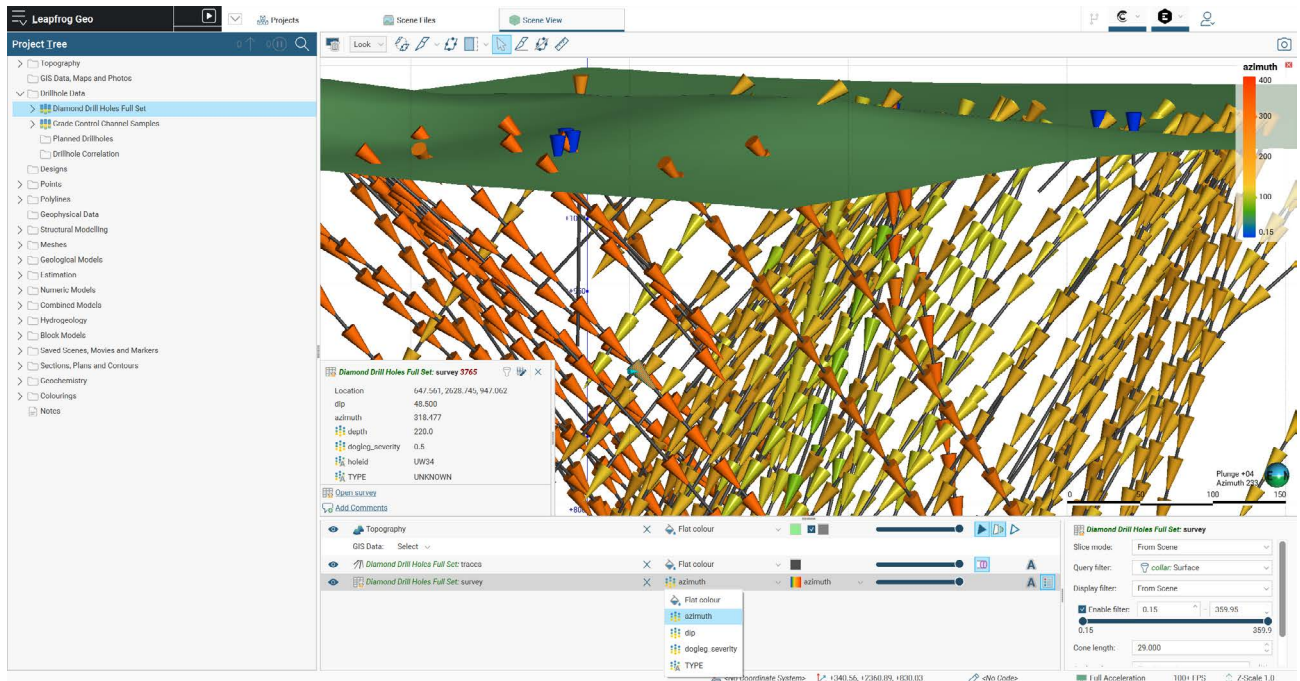 Leapfrog Geo
Projects
Scene Files
Scene View
Project Tree
Look
Topography
GIS Data, Maps and Photos
Drillhole Data
Diamond Drill Holes Full Set
Grade Control Channel Samples
Planned Drillholes
Drillhole Correlation
Designs
Points
Polylines
Geophysical Data
Structural Modelling
Meshes
Geological Models
Estimation
Numeric Models
Combined Models
Hydrogeology
Block Models
Saved Scenes, Movies and Markers
Sections, Plans and Contours
Geochemistry
Colourings
Notes
azimuth
400
300
200
100
0.15
Plunge +04
Azimuth 233
0 50 100 150
Diamond Drill Holes Full Set: survey 3765
Location 647.561, 2628.745, 947.062
dip 48.500
azimuth 318.477
depth 220.0
dogleg_severity 0.5
holeid UW34
TYPE UNKNOWN
Open survey
Add Comments
Topography Flat colour
GIS Data: Select
Diamond Drill Holes Full Set: traces Flat colour A
Diamond Drill Holes Full Set: survey azimuth azimuth A
Flat colour
azimuth
dip
dogleg_severity
TYPE
Diamond Drill Holes Full Set: survey
Slice mode: From Scene
Query filter: collar: Surface
Display filter: From Scene
Enable filter: 0.15 - 359.95
0.15 359.9
Cone length: 29.000
+340.56, +2360.89, +830.03
<No Code>
Full Acceleration
100+ FPS
Z-Scale 1.0